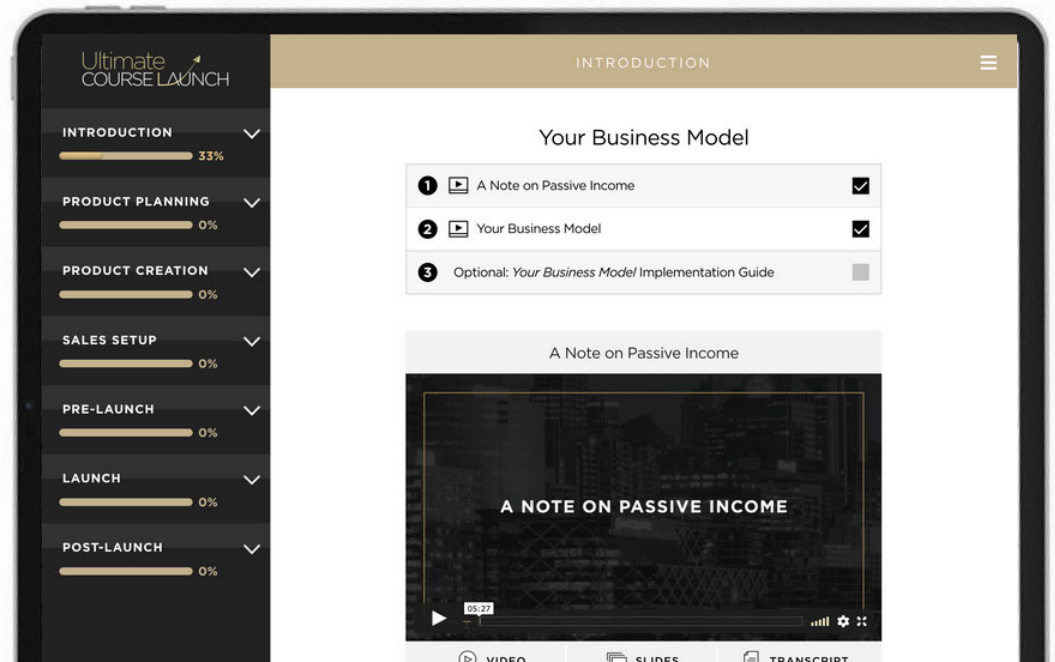 Ultimate
COURSE LAUNCH
INTRODUCTION
33%
PRODUCT PLANNING
0%
PRODUCT CREATION
0%
SALES SETUP
0%
PRE-LAUNCH
0%
LAUNCH
0%
POST-LAUNCH
0%
INTRODUCTION
Your Business Model
1 A Note on Passive Income
2 Your Business Model
3 Optional: Your Business Model Implementation Guide
A Note on Passive Income
A NOTE ON PASSIVE INCOME
05:27
VIDEO SLIDES TRANSCRIPT